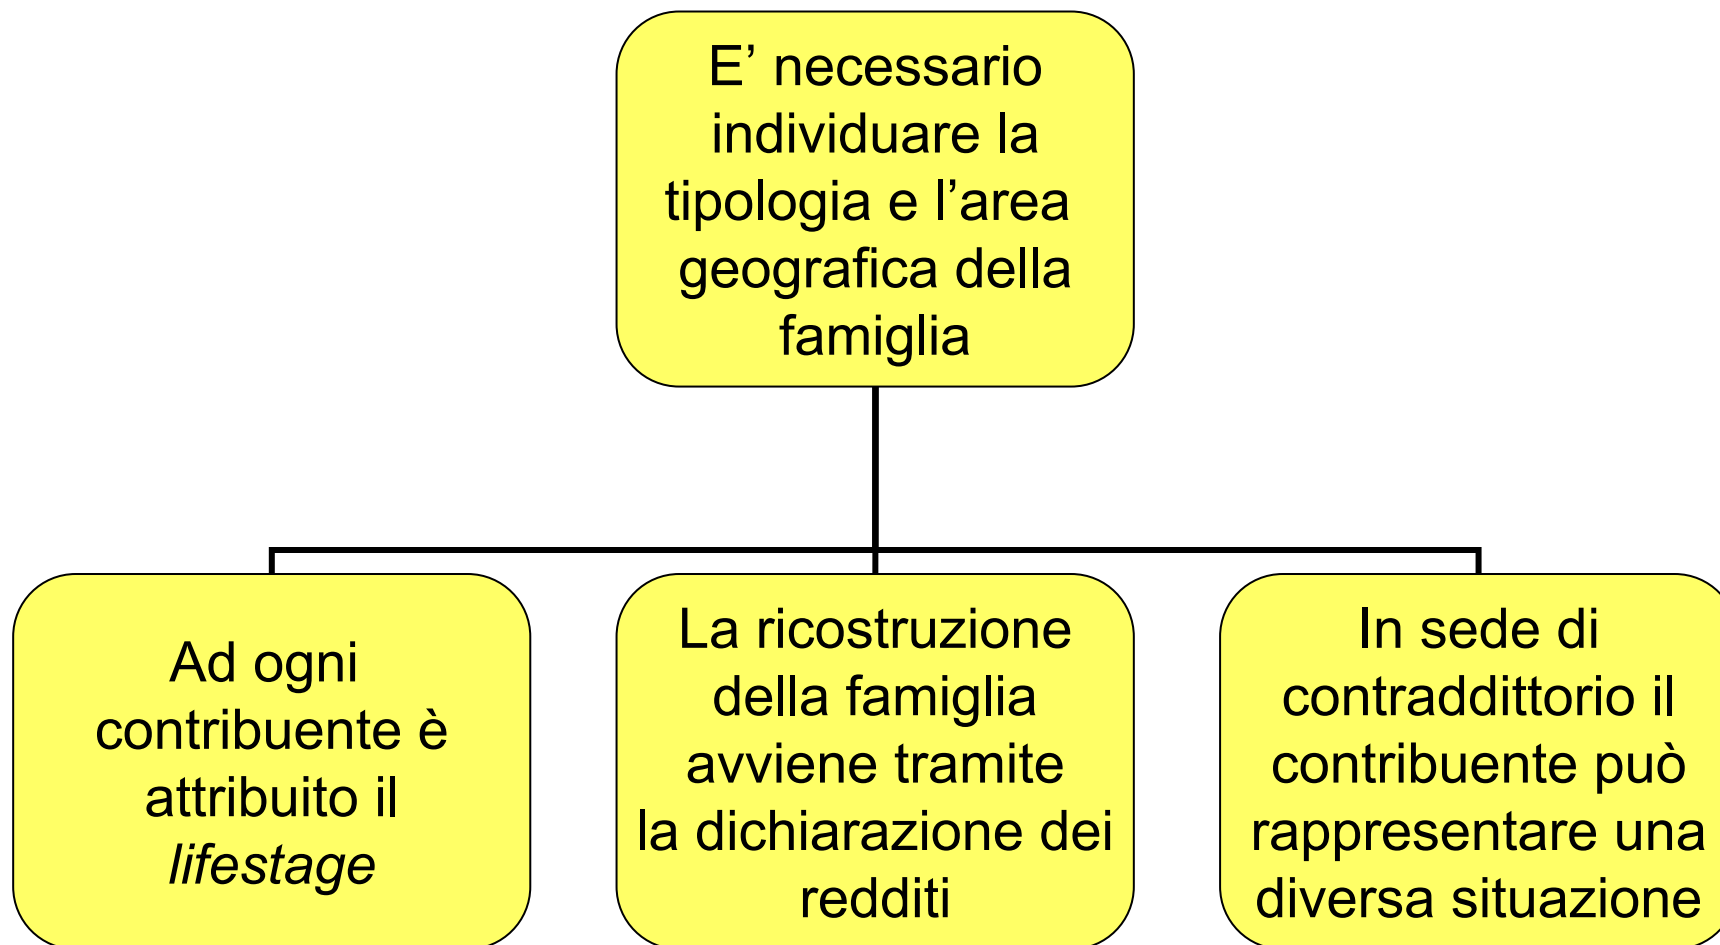 E’ necessario
individuare la
tipologia e l’area
geografica della
famiglia
Ad ogni
contribuente è
attribuito il
lifestage
La ricostruzione
della famiglia
avviene tramite
la dichiarazione dei
redditi
In sede di
contraddittorio il
contribuente può
rappresentare una
diversa situazione